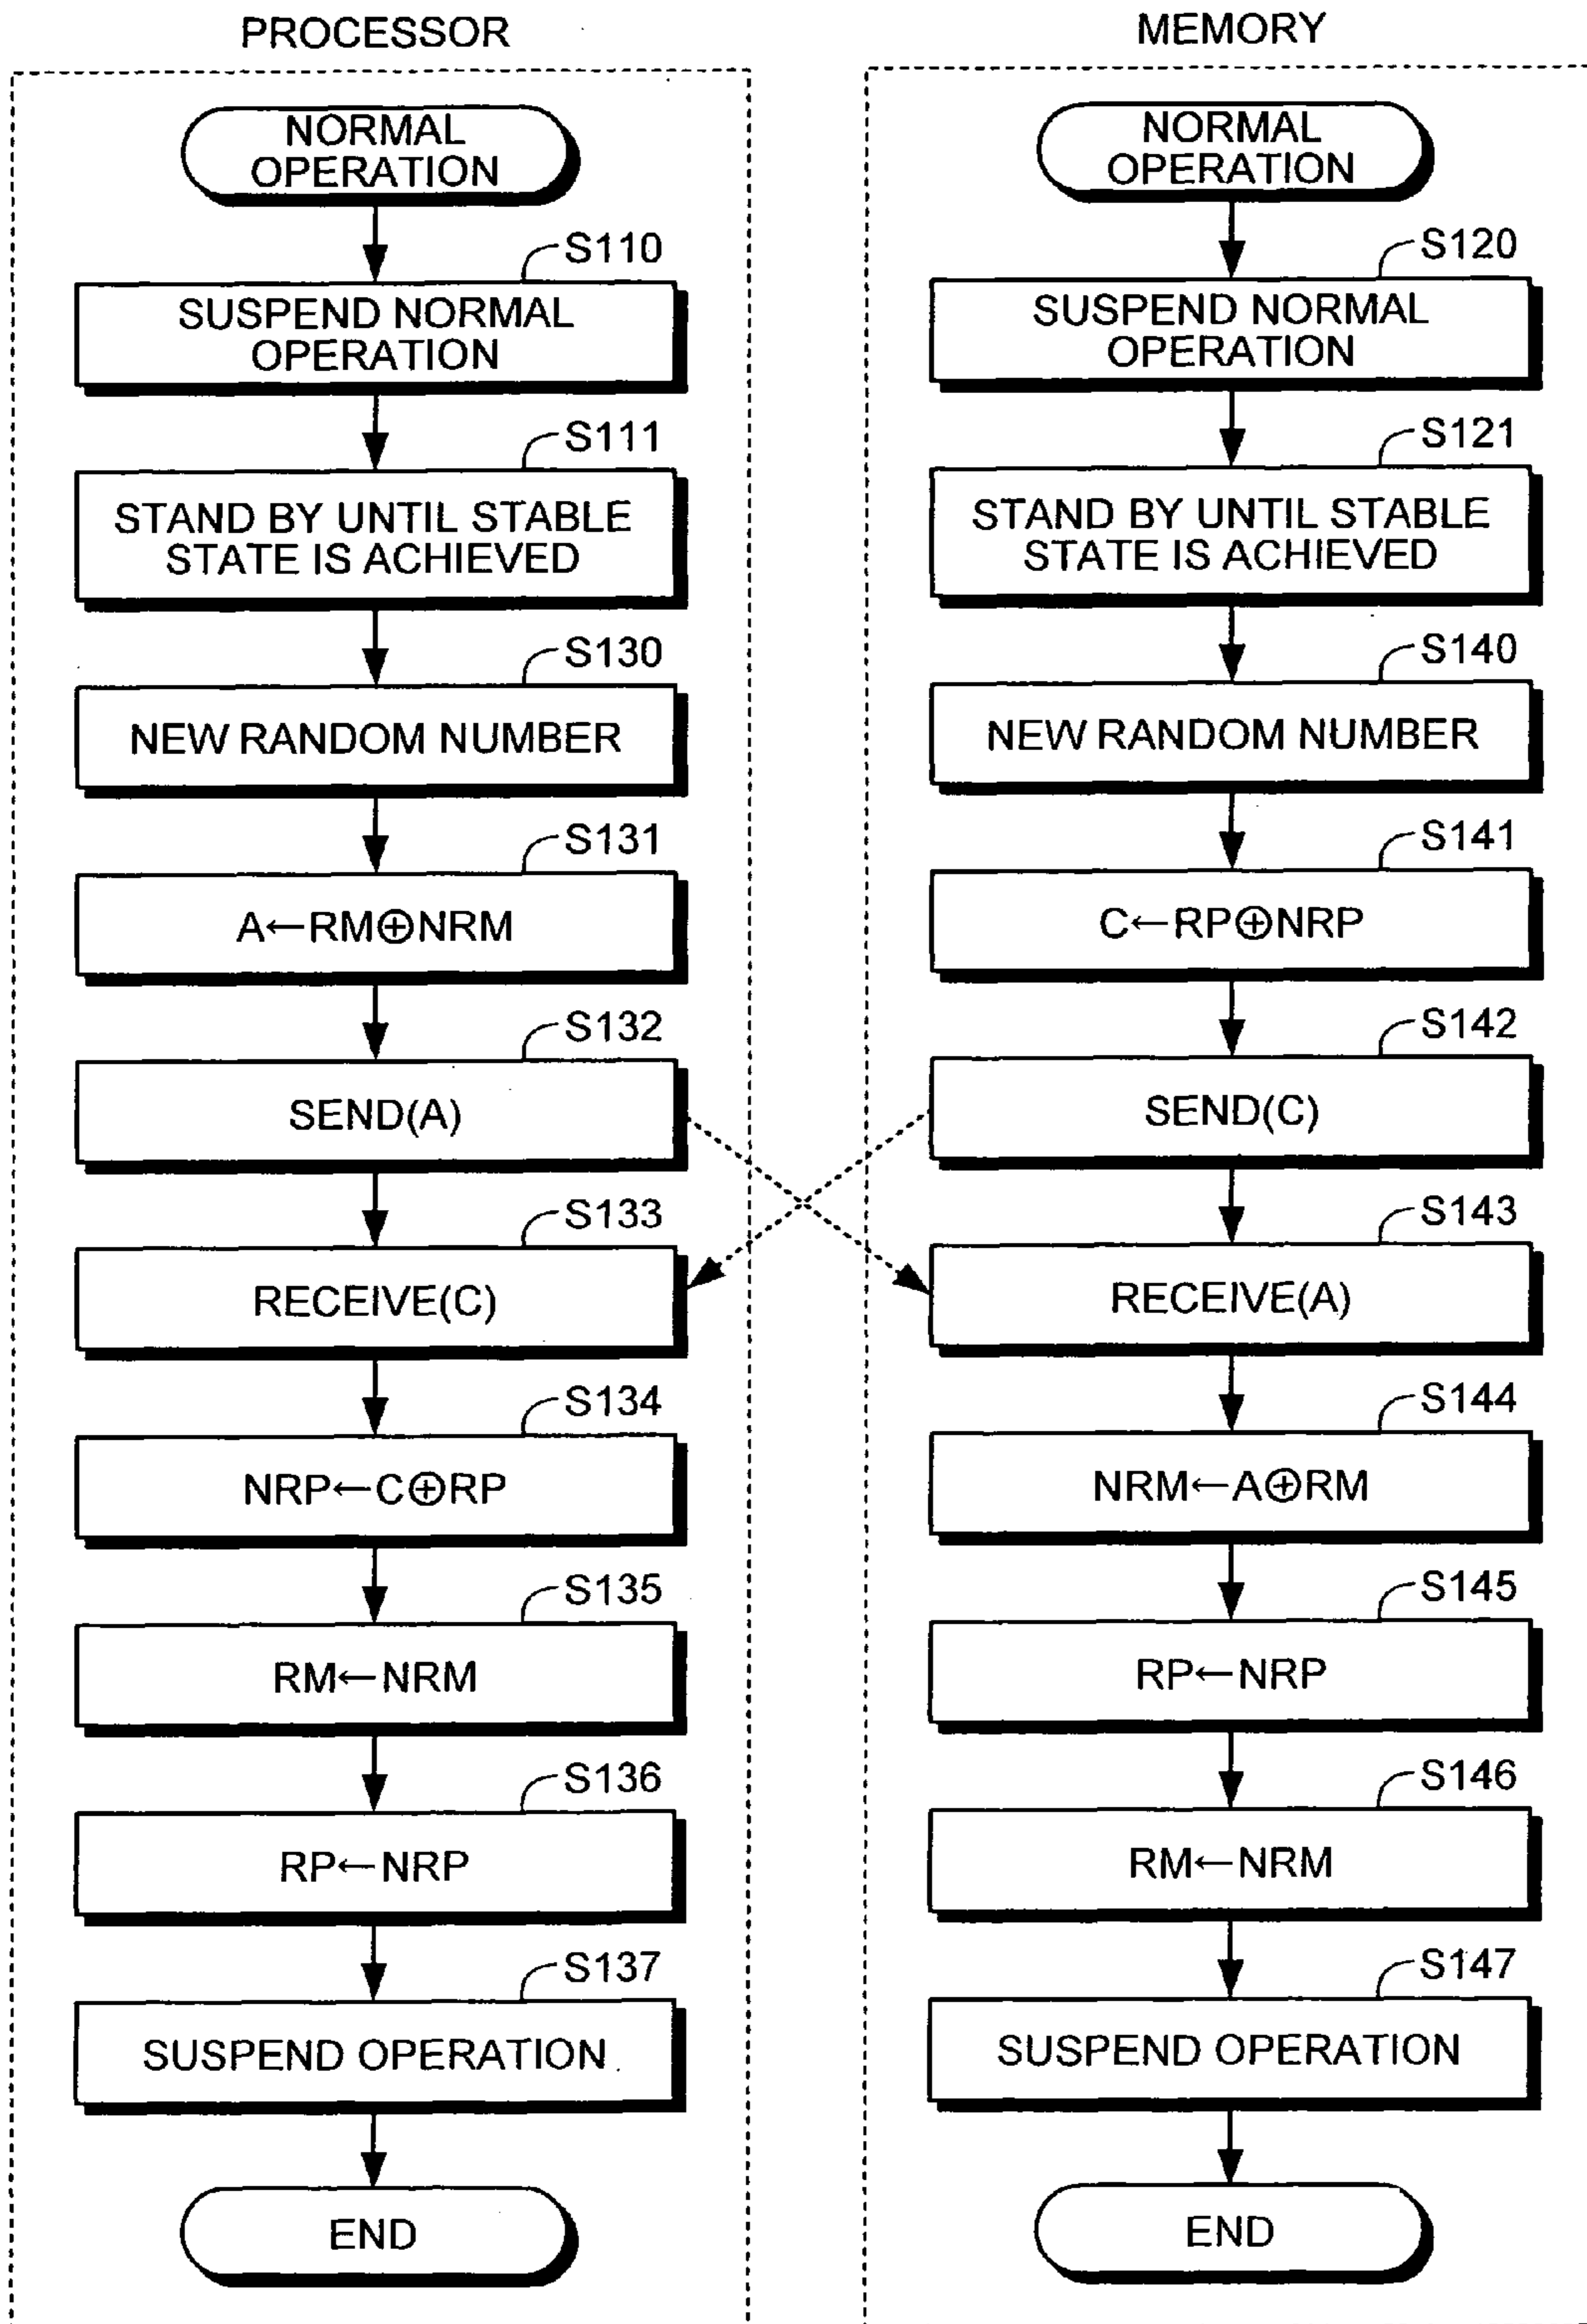 PROCESSOR
NORMAL
OPERATION
S110
SUSPEND NORMAL
OPERATION
S111
STAND BY UNTIL STABLE
STATE IS ACHIEVED
S130
NEW RANDOM NUMBER
S131
A←RM⊕NRM
S132
SEND(A)
S133
RECEIVE(C)
S134
NRP←C⊕RP
S135
RM←NRM
S136
RP←NRP
S137
SUSPEND OPERATION
END
MEMORY
NORMAL
OPERATION
S120
SUSPEND NORMAL
OPERATION
S121
STAND BY UNTIL STABLE
STATE IS ACHIEVED
S140
NEW RANDOM NUMBER
S141
C←RP⊕NRP
S142
SEND(C)
S143
RECEIVE(A)
S144
NRM←A⊕RM
S145
RP←NRP
S146
RM←NRM
S147
SUSPEND OPERATION
END